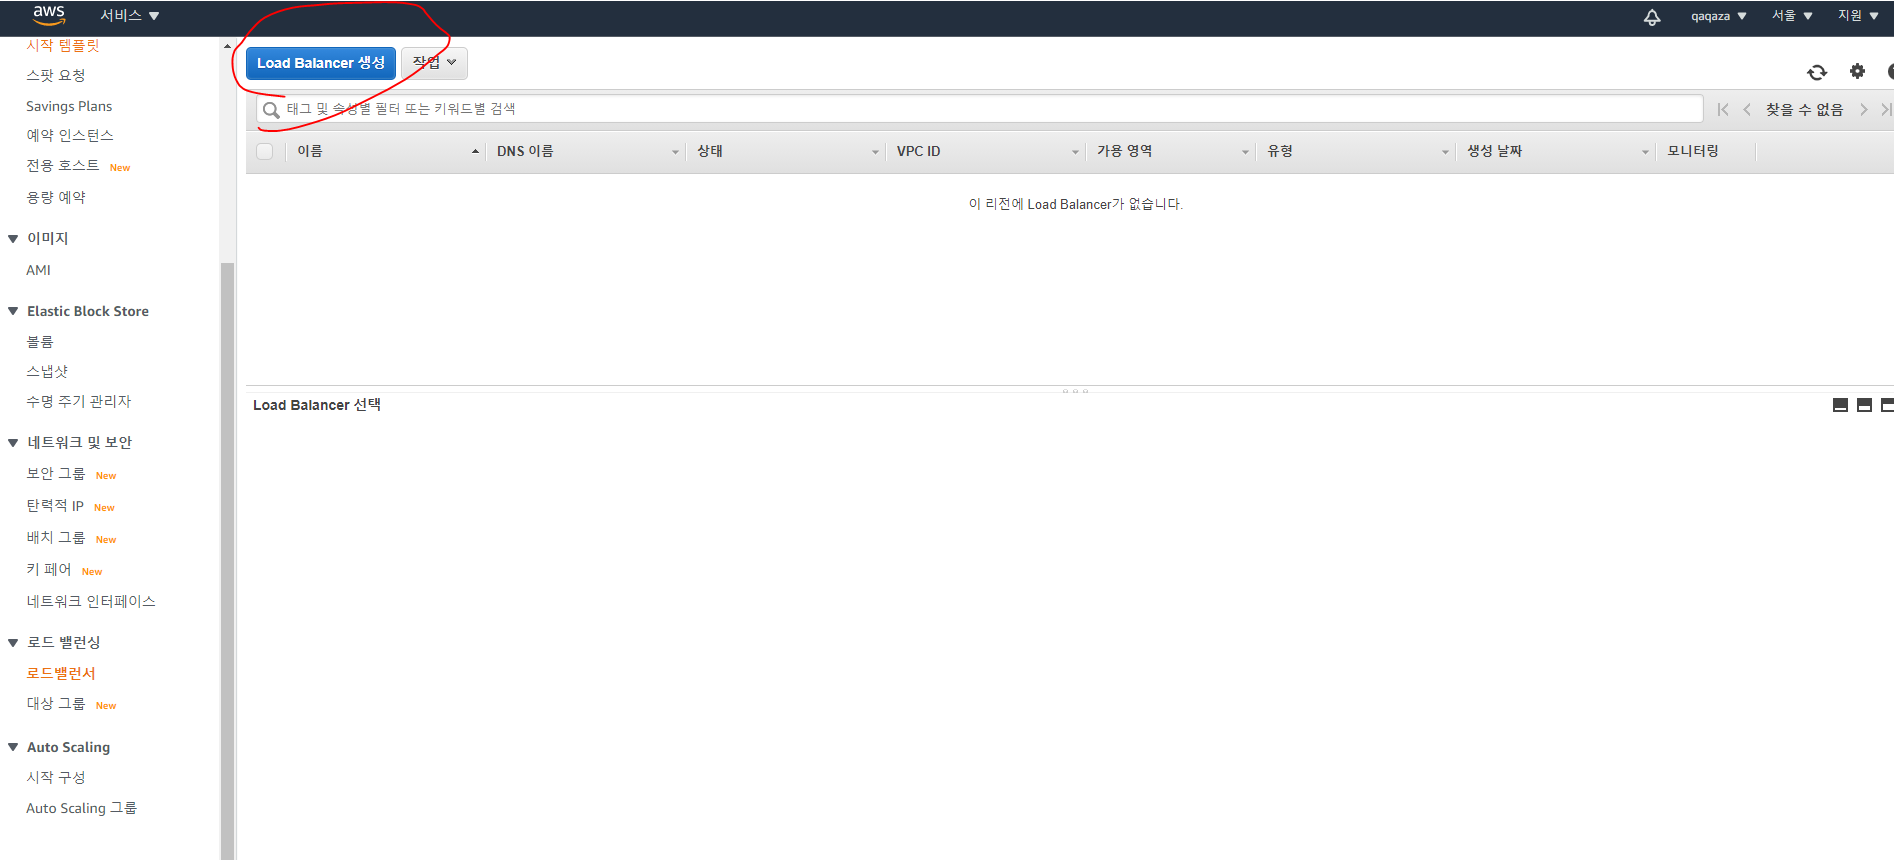 aws 서비스 qaqaza 서울 지원
시작 템플릿
스팟 요청
Savings Plans
예약 인스턴스
전용 호스트 New
용량 예약
이미지
AMI
Elastic Block Store
볼륨
스냅샷
수명 주기 관리자
네트워크 및 보안
보안 그룹 New
탄력적 IP New
배치 그룹 New
키 페어 New
네트워크 인터페이스
로드 밸런싱
로드밸런서
대상 그룹 New
Auto Scaling
시작 구성
Auto Scaling 그룹
Load Balancer 생성 작업
태그 및 속성별 필터 또는 키워드별 검색 찾을 수 없음
이름 DNS 이름 상태 VPC ID 가용 영역 유형 생성 날짜 모니터링
이 리전에 Load Balancer가 없습니다.
Load Balancer 선택